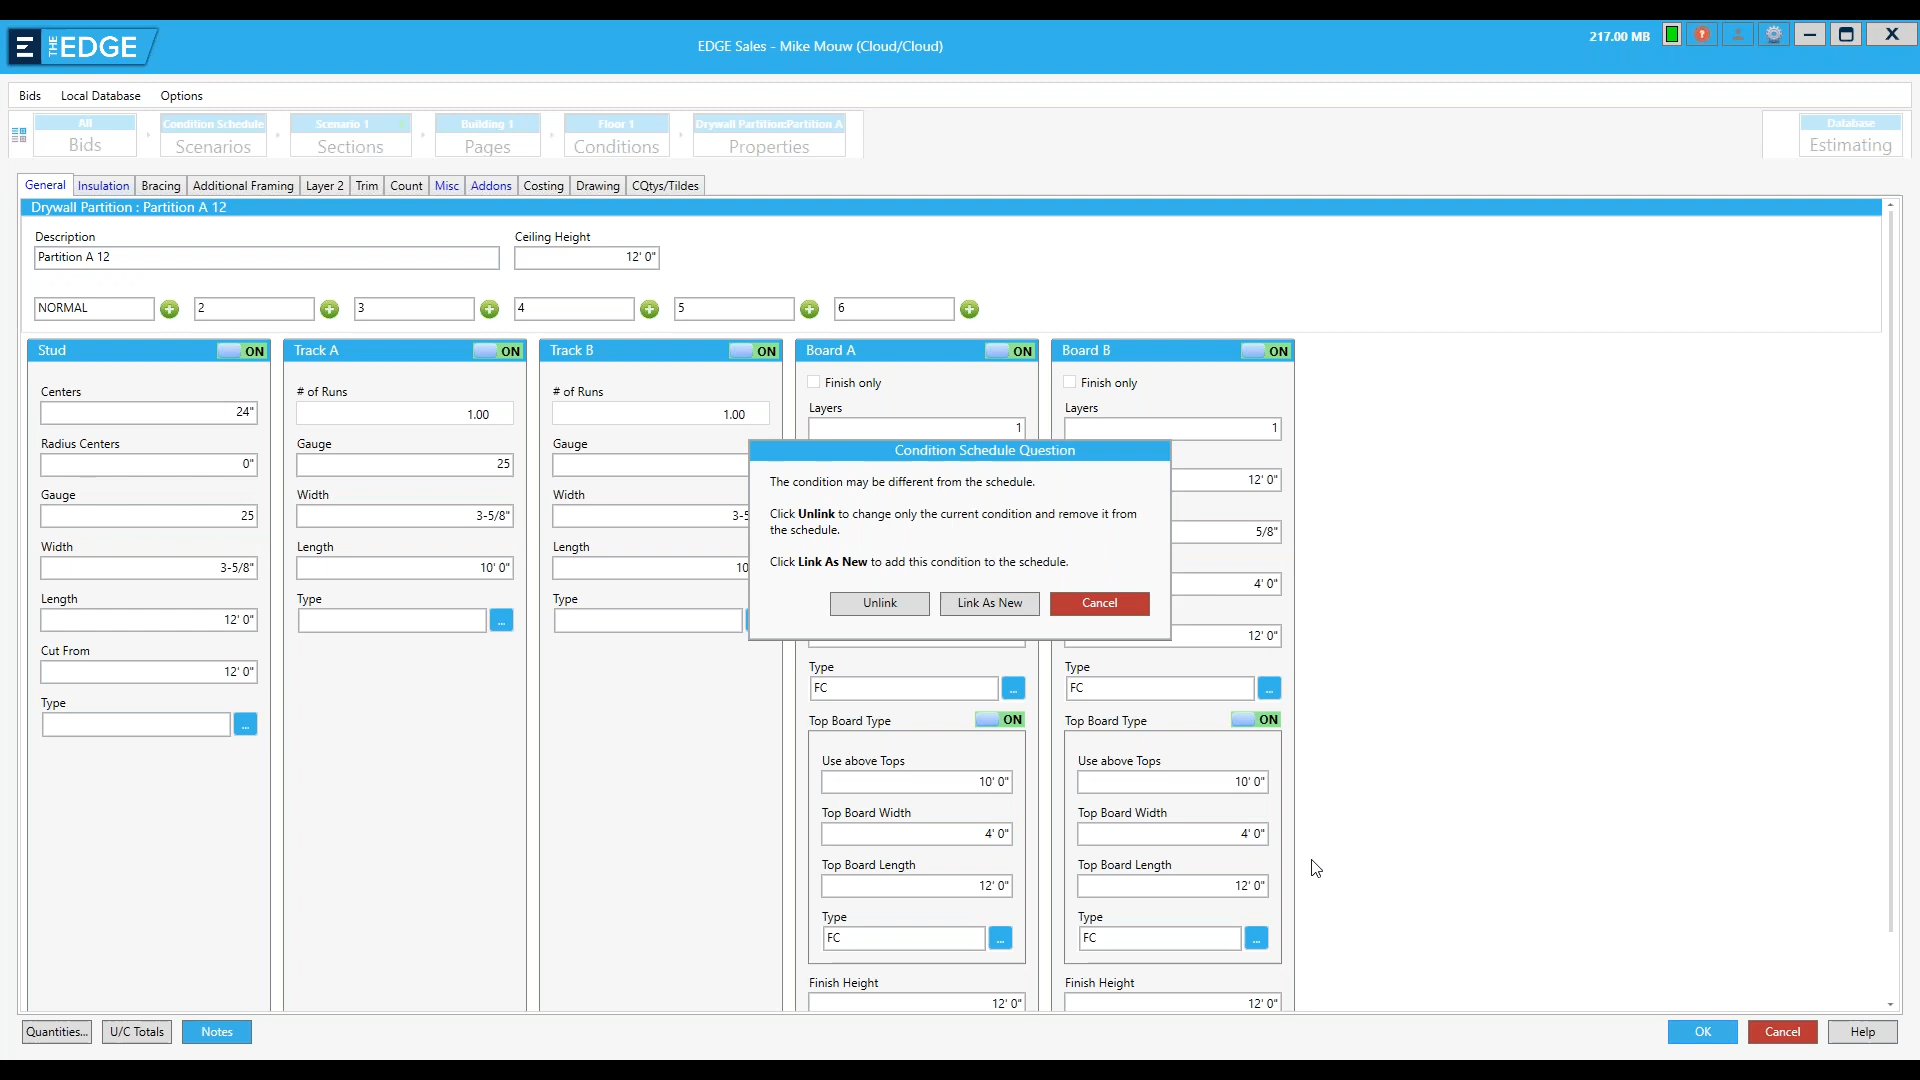 THE EDGE
EDGE Sales - Mike Mouw (Cloud/Cloud)
217.00 MB
Bids Local Database Options
All
Bids
Condition Schedule
Scenarios
Scenario 1
Sections
Building 1
Pages
Floor 1
Conditions
Drywall Partition:Partition A
Properties
Database
Estimating
General Insulation Bracing Additional Framing Layer 2 Trim Count Misc Addons Costing Drawing CQtys/Tildes
Drywall Partition : Partition A 12
Description Ceiling Height
Partition A 12 12' 0"
NORMAL 2 3 4 5 6
Stud ON
Centers
24"
Radius Centers
0"
Gauge
25
Width
3-5/8"
Length
12' 0"
Cut From
12' 0"
Type
...
Track A ON
# of Runs
1.00
Gauge
25
Width
3-5/8"
Length
10' 0"
Type
...
Track B ON
# of Runs
1.00
Gauge
Width
3-5
Length
10
Type
Board A ON
Finish only
Layers
1
Type
FC ...
Top Board Type ON
Use above Tops
10' 0"
Top Board Width
4' 0"
Top Board Length
12' 0"
Type
FC ...
Finish Height
12' 0"
Board B ON
Finish only
Layers
1
12' 0"
5/8"
4' 0"
12' 0"
Type
FC ...
Top Board Type ON
Use above Tops
10' 0"
Top Board Width
4' 0"
Top Board Length
12' 0"
Type
FC ...
Finish Height
12' 0"
Condition Schedule Question
The condition may be different from the schedule.
Click Unlink to change only the current condition and remove it from
the schedule.
Click Link As New to add this condition to the schedule.
Unlink Link As New Cancel
Quantities... U/C Totals Notes OK Cancel Help